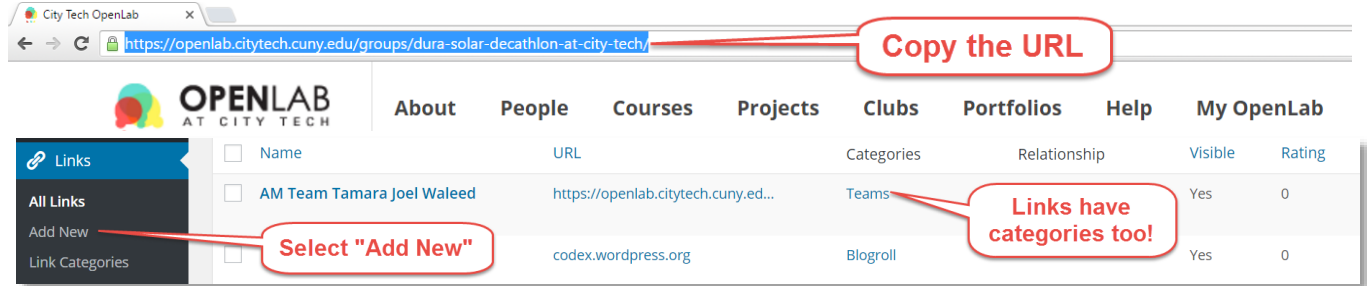 City Tech OpenLab
https://openlab.citytech.cuny.edu/groups/dura-solar-decathlon-at-city-tech/
Copy the URL
OPENLAB
AT CITY TECH
About People Courses Projects Clubs Portfolios Help My OpenLab
Links
Name URL Categories Relationship Visible Rating
All Links
AM Team Tamara Joel Waleed https://openlab.citytech.cuny.ed... Teams Yes 0
Links have
categories too!
Add New
Select "Add New"
Link Categories
codex.wordpress.org Blogroll Yes 0